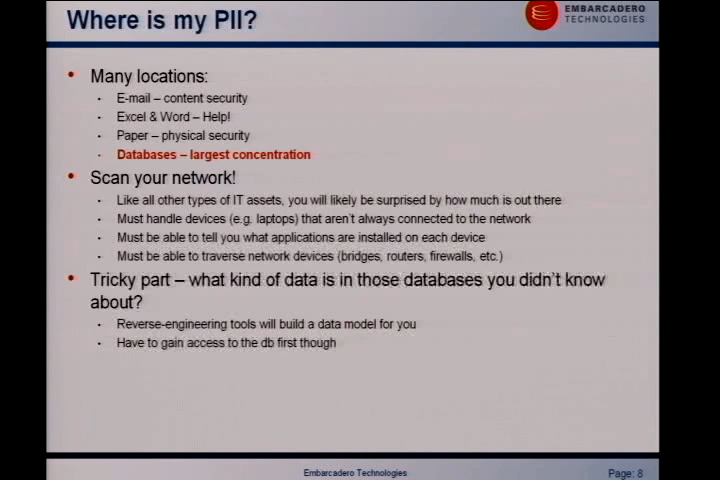 Where is my PII?
EMBARCADERO
TECHNOLOGIES
• Many locations:
• E-mail – content security
• Excel & Word – Help!
• Paper – physical security
• Databases – largest concentration
• Scan your network!
• Like all other types of IT assets, you will likely be surprised by how much is out there
• Must handle devices (e.g. laptops) that aren't always connected to the network
• Must be able to tell you what applications are installed on each device
• Must be able to traverse network devices (bridges, routers, firewalls, etc.)
• Tricky part – what kind of data is in those databases you didn't know
about?
• Reverse-engineering tools will build a data model for you
• Have to gain access to the db first though
Embarcadero Technologies
Page: 8